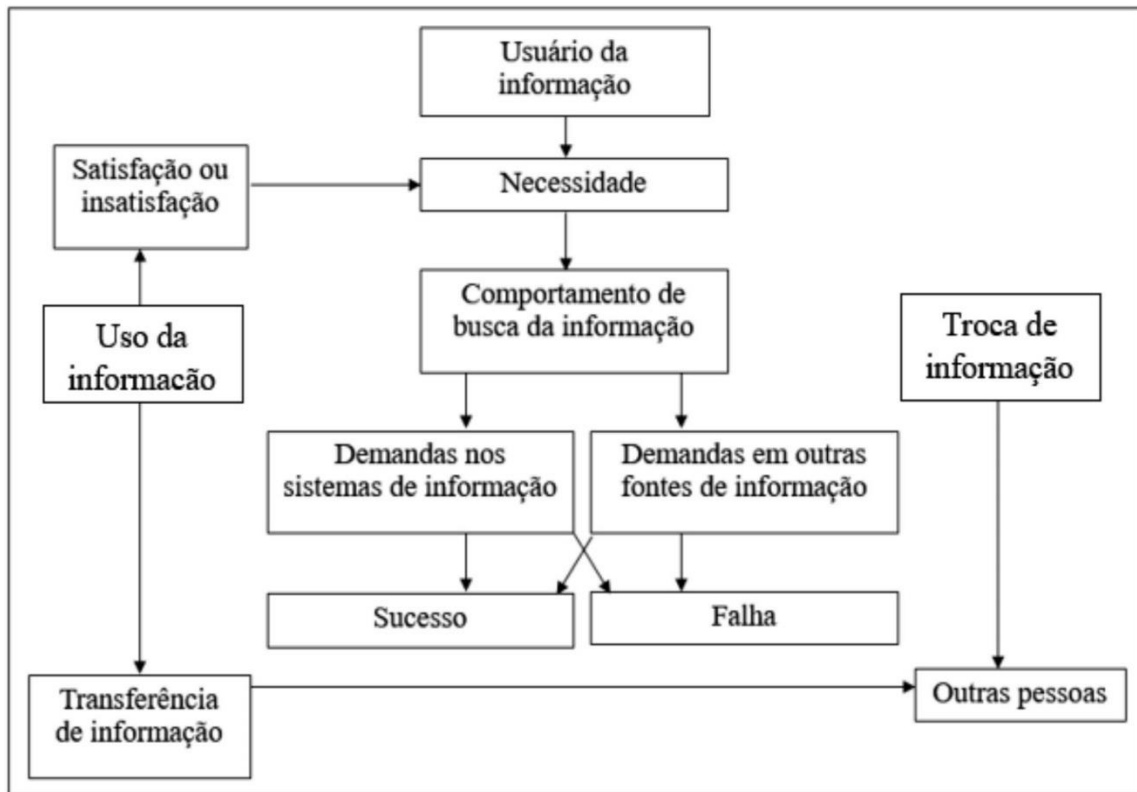 Usuário da
informação
Satisfação ou
insatisfação
Necessidade
Comportamento de
busca da informação
Uso da
informacão
Troca de
informação
Demandas nos
sistemas de informação
Demandas em outras
fontes de informação
Sucesso
Falha
Transferência
de informação
Outras pessoas